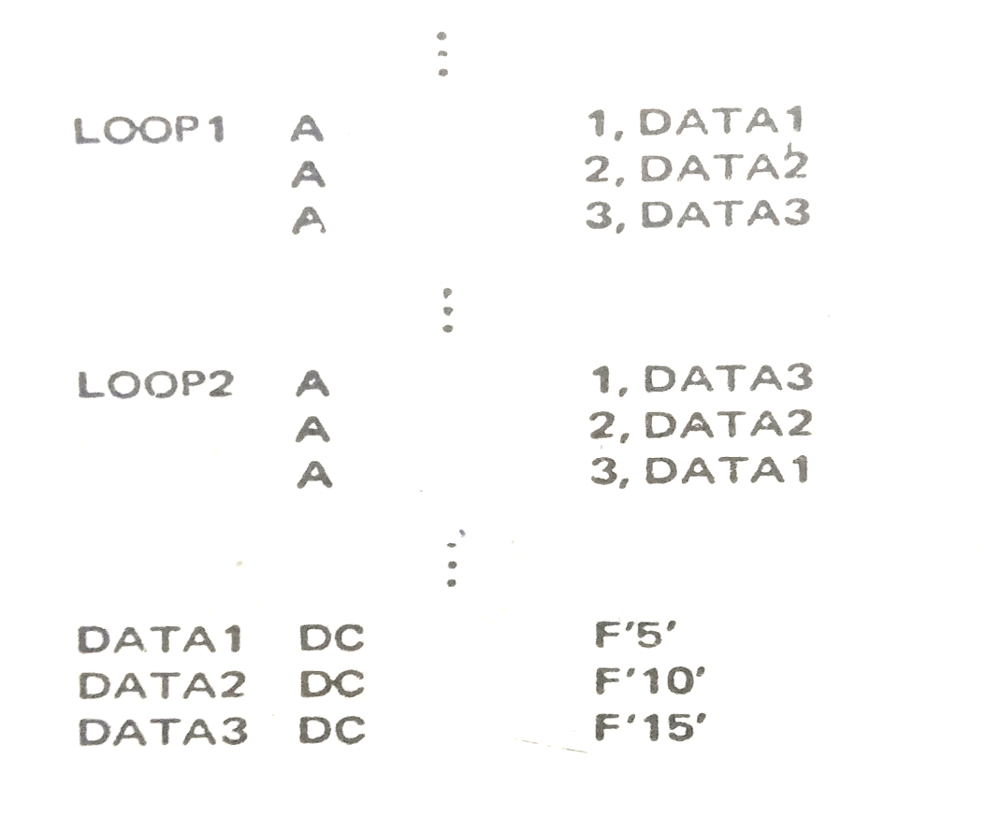 ⋮
LOOP1 A 1, DATA1
A 2, DATA2
A 3, DATA3
⋮
LOOP2 A 1, DATA3
A 2, DATA2
A 3, DATA1
⋮
DATA1 DC F'5'
DATA2 DC F'10'
DATA3 DC F'15'